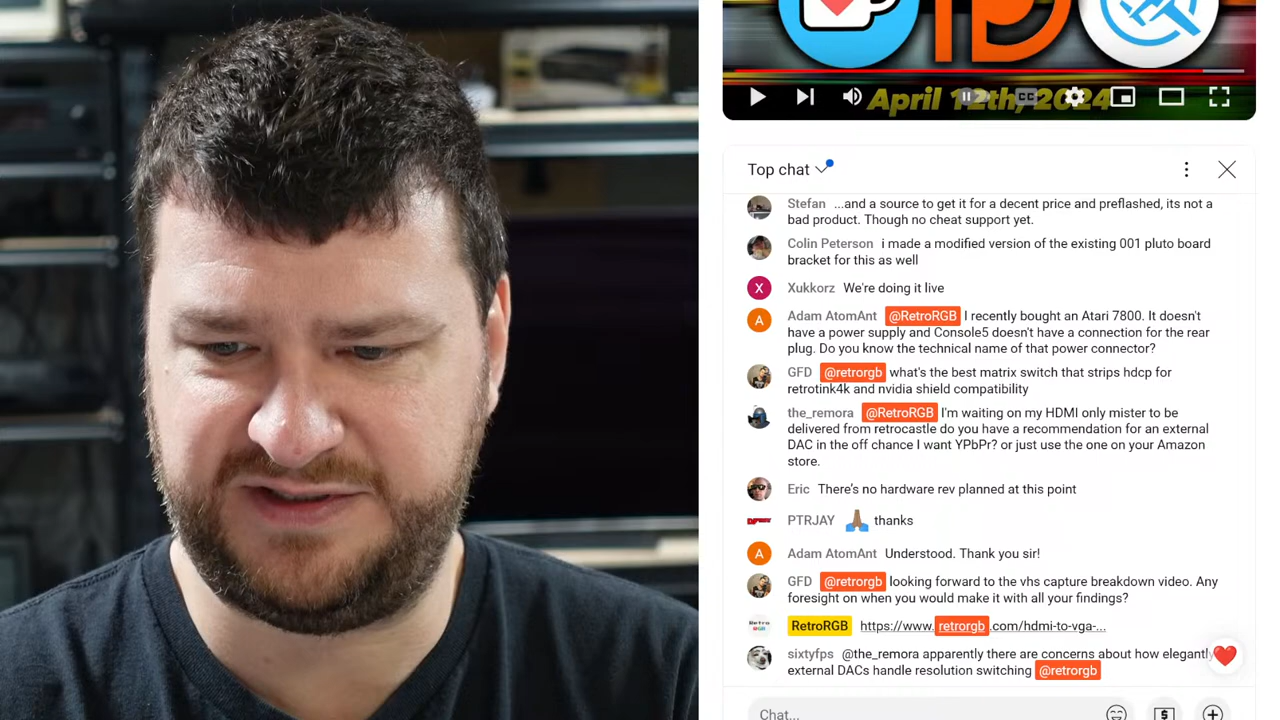 April 12th, 2024
Top chat
Stefan ...and a source to get it for a decent price and preflashed, its not a
bad product. Though no cheat support yet.
Colin Peterson i made a modified version of the existing 001 pluto board
bracket for this as well
X Xukkorz We're doing it live
A Adam AtomAnt @RetroRGB I recently bought an Atari 7800. It doesn't
have a power supply and Console5 doesn't have a connection for the rear
plug. Do you know the technical name of that power connector?
GFD @retrorgb what's the best matrix switch that strips hdcp for
retrotink4k and nvidia shield compatibility
the_remora @RetroRGB I'm waiting on my HDMI only mister to be
delivered from retrocastle do you have a recommendation for an external
DAC in the off chance I want YPbPr? or just use the one on your Amazon
store.
Eric There's no hardware rev planned at this point
PTRJAY 🙏🏽 thanks
A Adam AtomAnt Understood. Thank you sir!
GFD @retrorgb looking forward to the vhs capture breakdown video. Any
foresight on when you would make it with all your findings?
RetroRGB https://www.retrorgb.com/hdmi-to-vga-...
sixtyfps @the_remora apparently there are concerns about how elegantly
external DACs handle resolution switching @retrorgb
Chat...